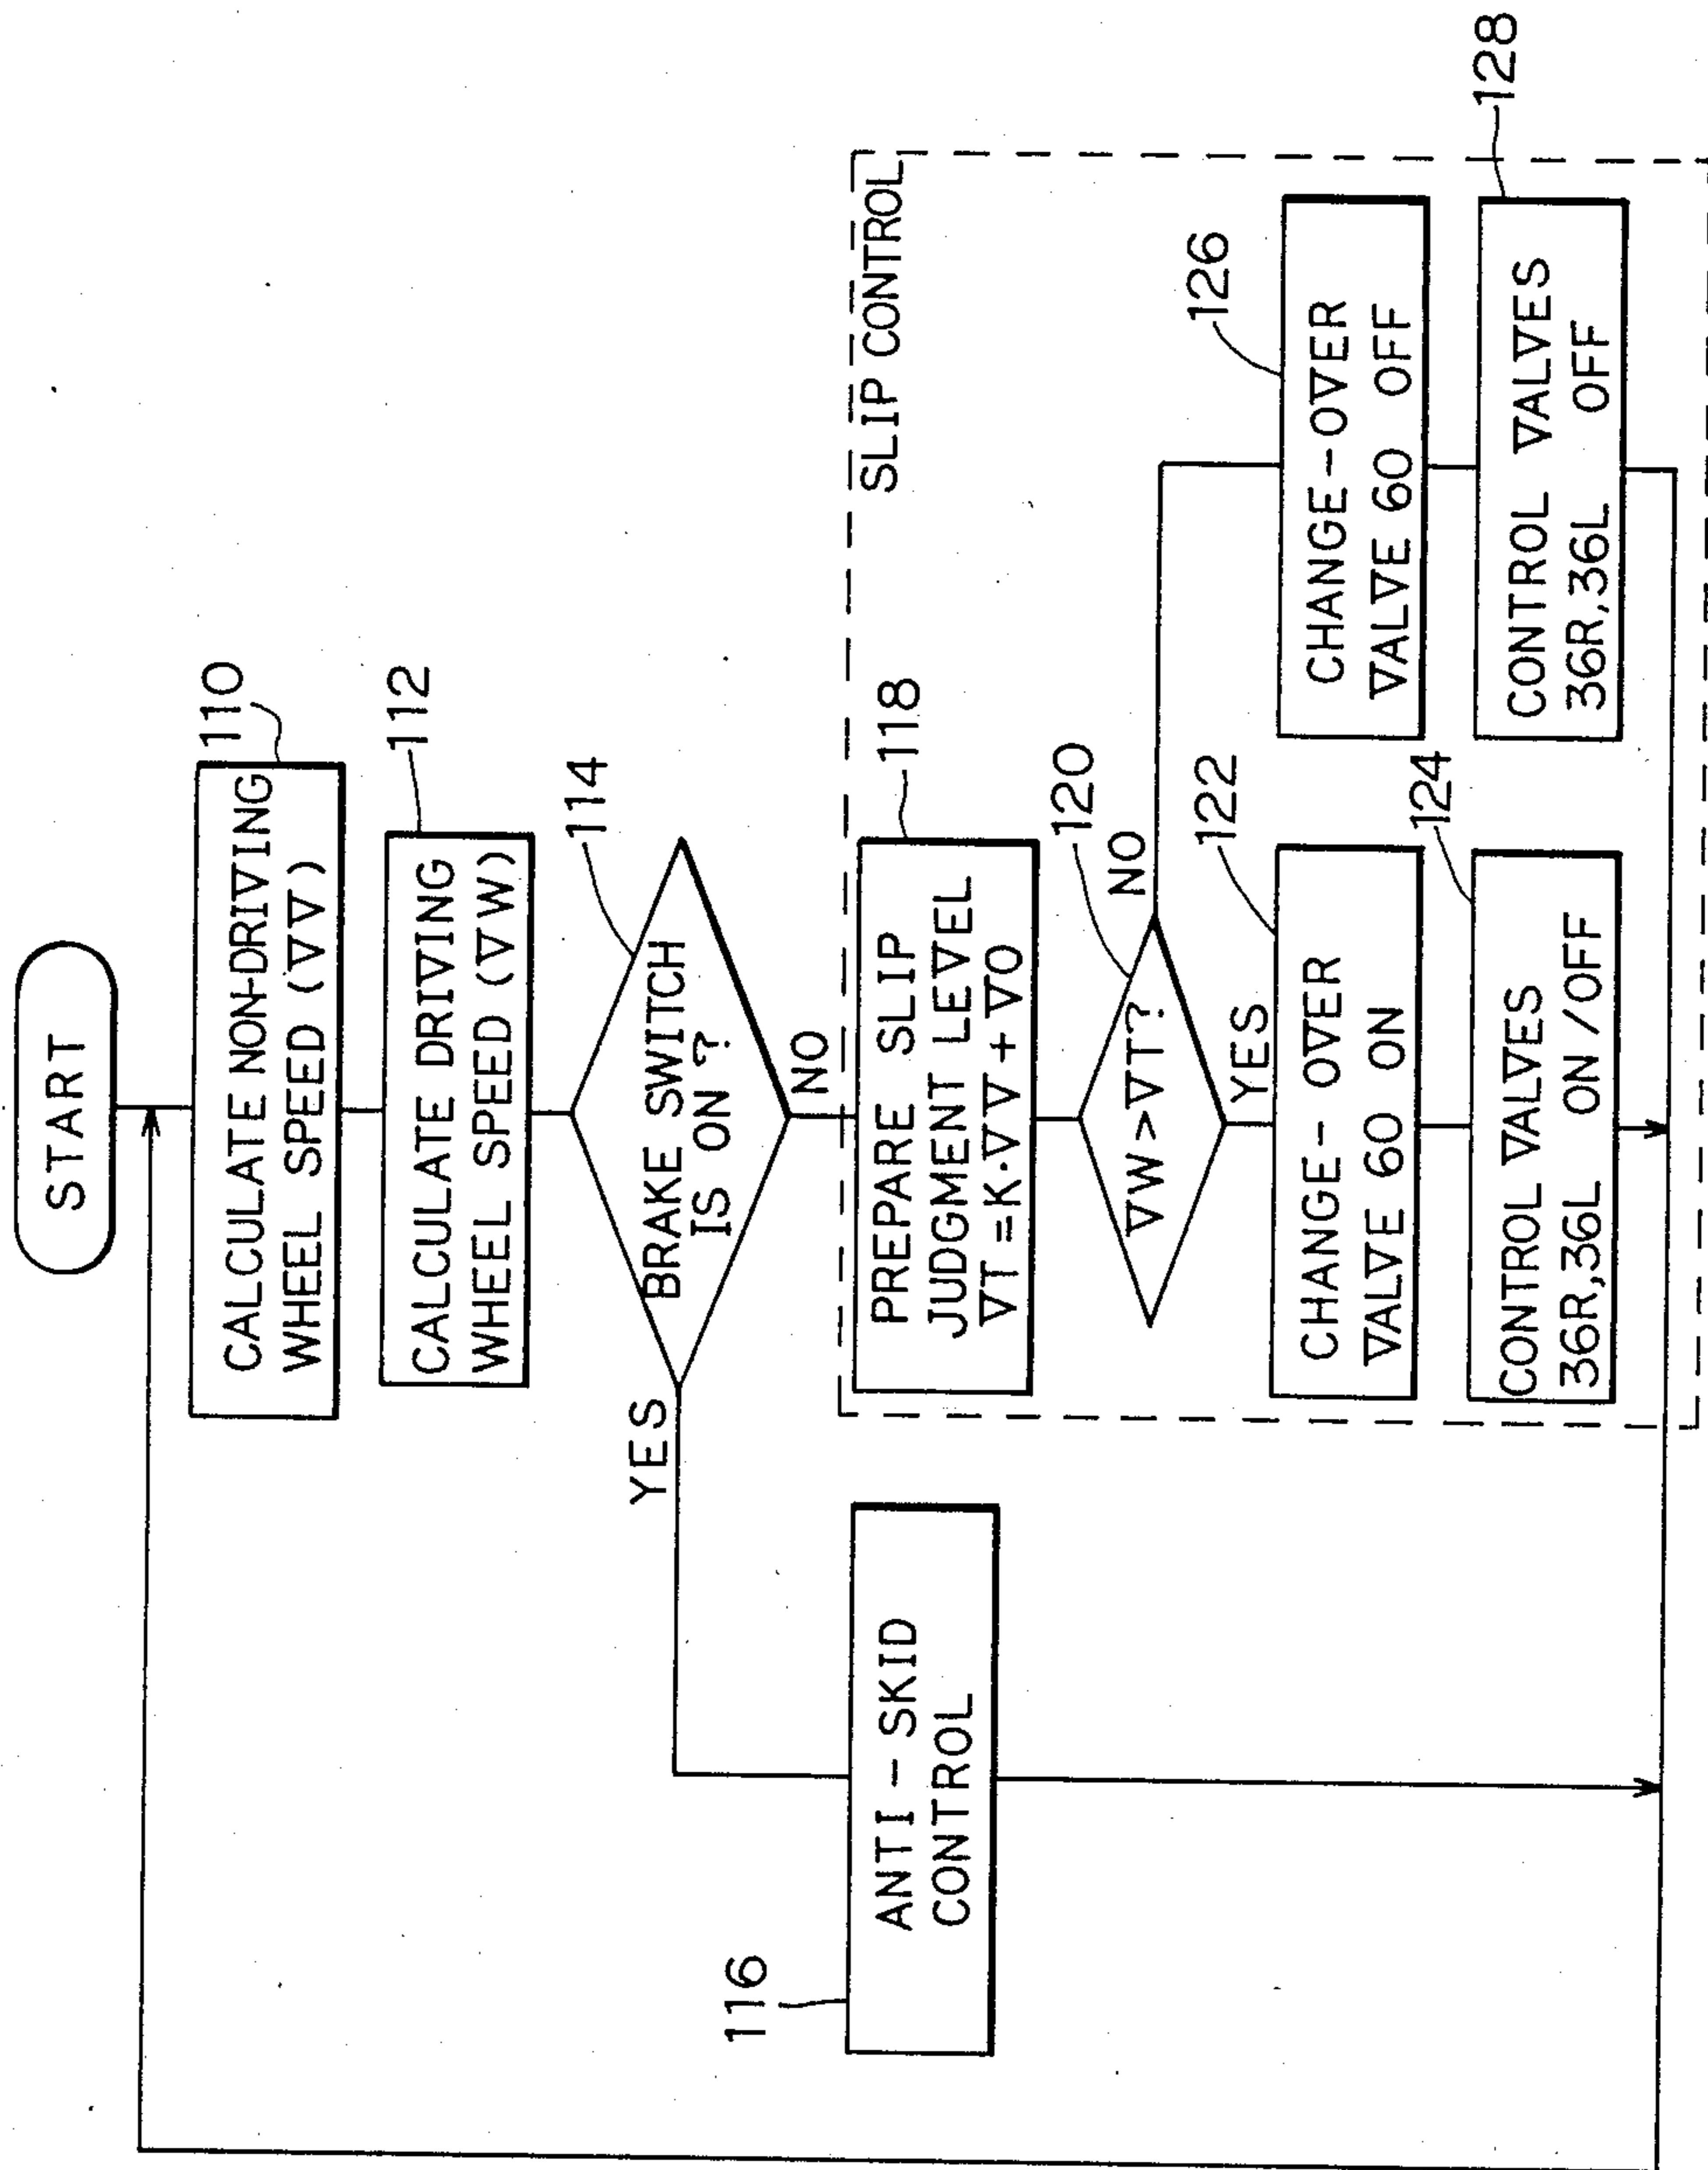 START
110
CALCULATE NON-DRIVING
WHEEL SPEED (VV)
112
CALCULATE DRIVING
WHEEL SPEED (VW)
114
BRAKE SWITCH
IS ON?
YES
NO
116
ANTI-SKID
CONTROL
SLIP CONTROL
118
PREPARE SLIP
JUDGMENT LEVEL
VT=K·VV+VO
120
VW>VT?
NO
YES
122
CHANGE-OVER
VALVE 60 ON
124
CONTROL VALVES
36R,36L ON/OFF
126
CHANGE-OVER
VALVE 60 OFF
128
CONTROL VALVES
36R,36L OFF